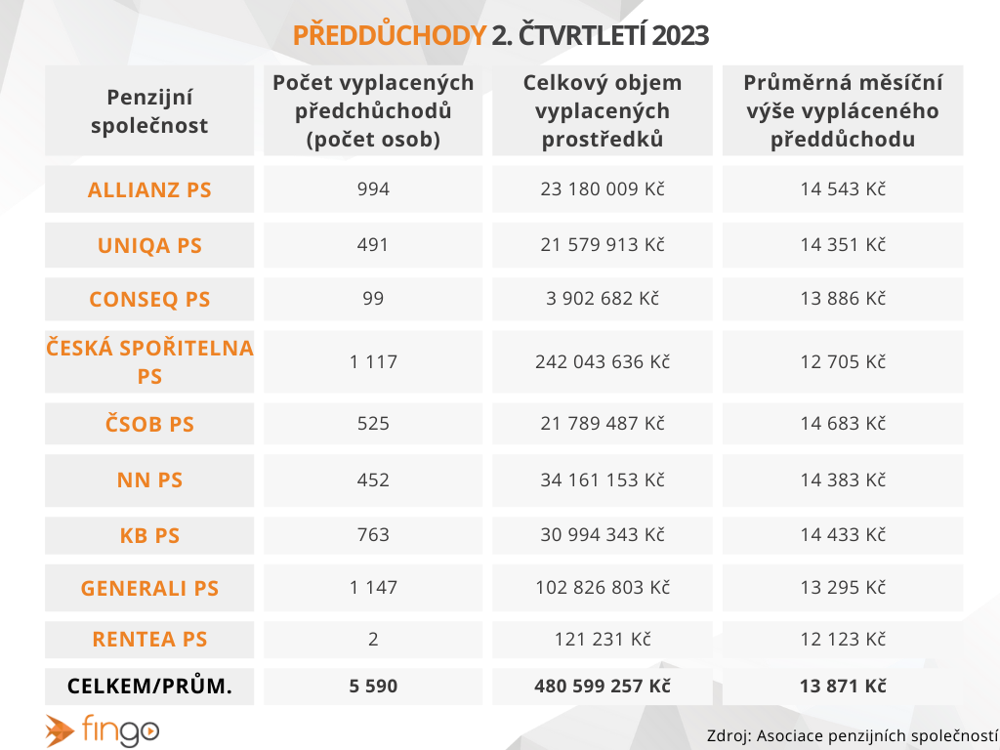 PŘEDDŮCHODY 2. ČTVRTLETÍ 2023
Penzijní
společnost
Počet vyplacených
předchůchodů
(počet osob)
Celkový objem
vyplacených
prostředků
Průměrná měsíční
výše vypláceného
předdůchodu
ALLIANZ PS 994 23 180 009 Kč 14 543 Kč
UNIQA PS 491 21 579 913 Kč 14 351 Kč
CONSEQ PS 99 3 902 682 Kč 13 886 Kč
ČESKÁ SPOŘITELNA
PS
1 117 242 043 636 Kč 12 705 Kč
ČSOB PS 525 21 789 487 Kč 14 683 Kč
NN PS 452 34 161 153 Kč 14 383 Kč
KB PS 763 30 994 343 Kč 14 433 Kč
GENERALI PS 1 147 102 826 803 Kč 13 295 Kč
RENTEA PS 2 121 231 Kč 12 123 Kč
CELKEM/PRŮM. 5 590 480 599 257 Kč 13 871 Kč
fingo
Zdroj: Asociace penzijních společností